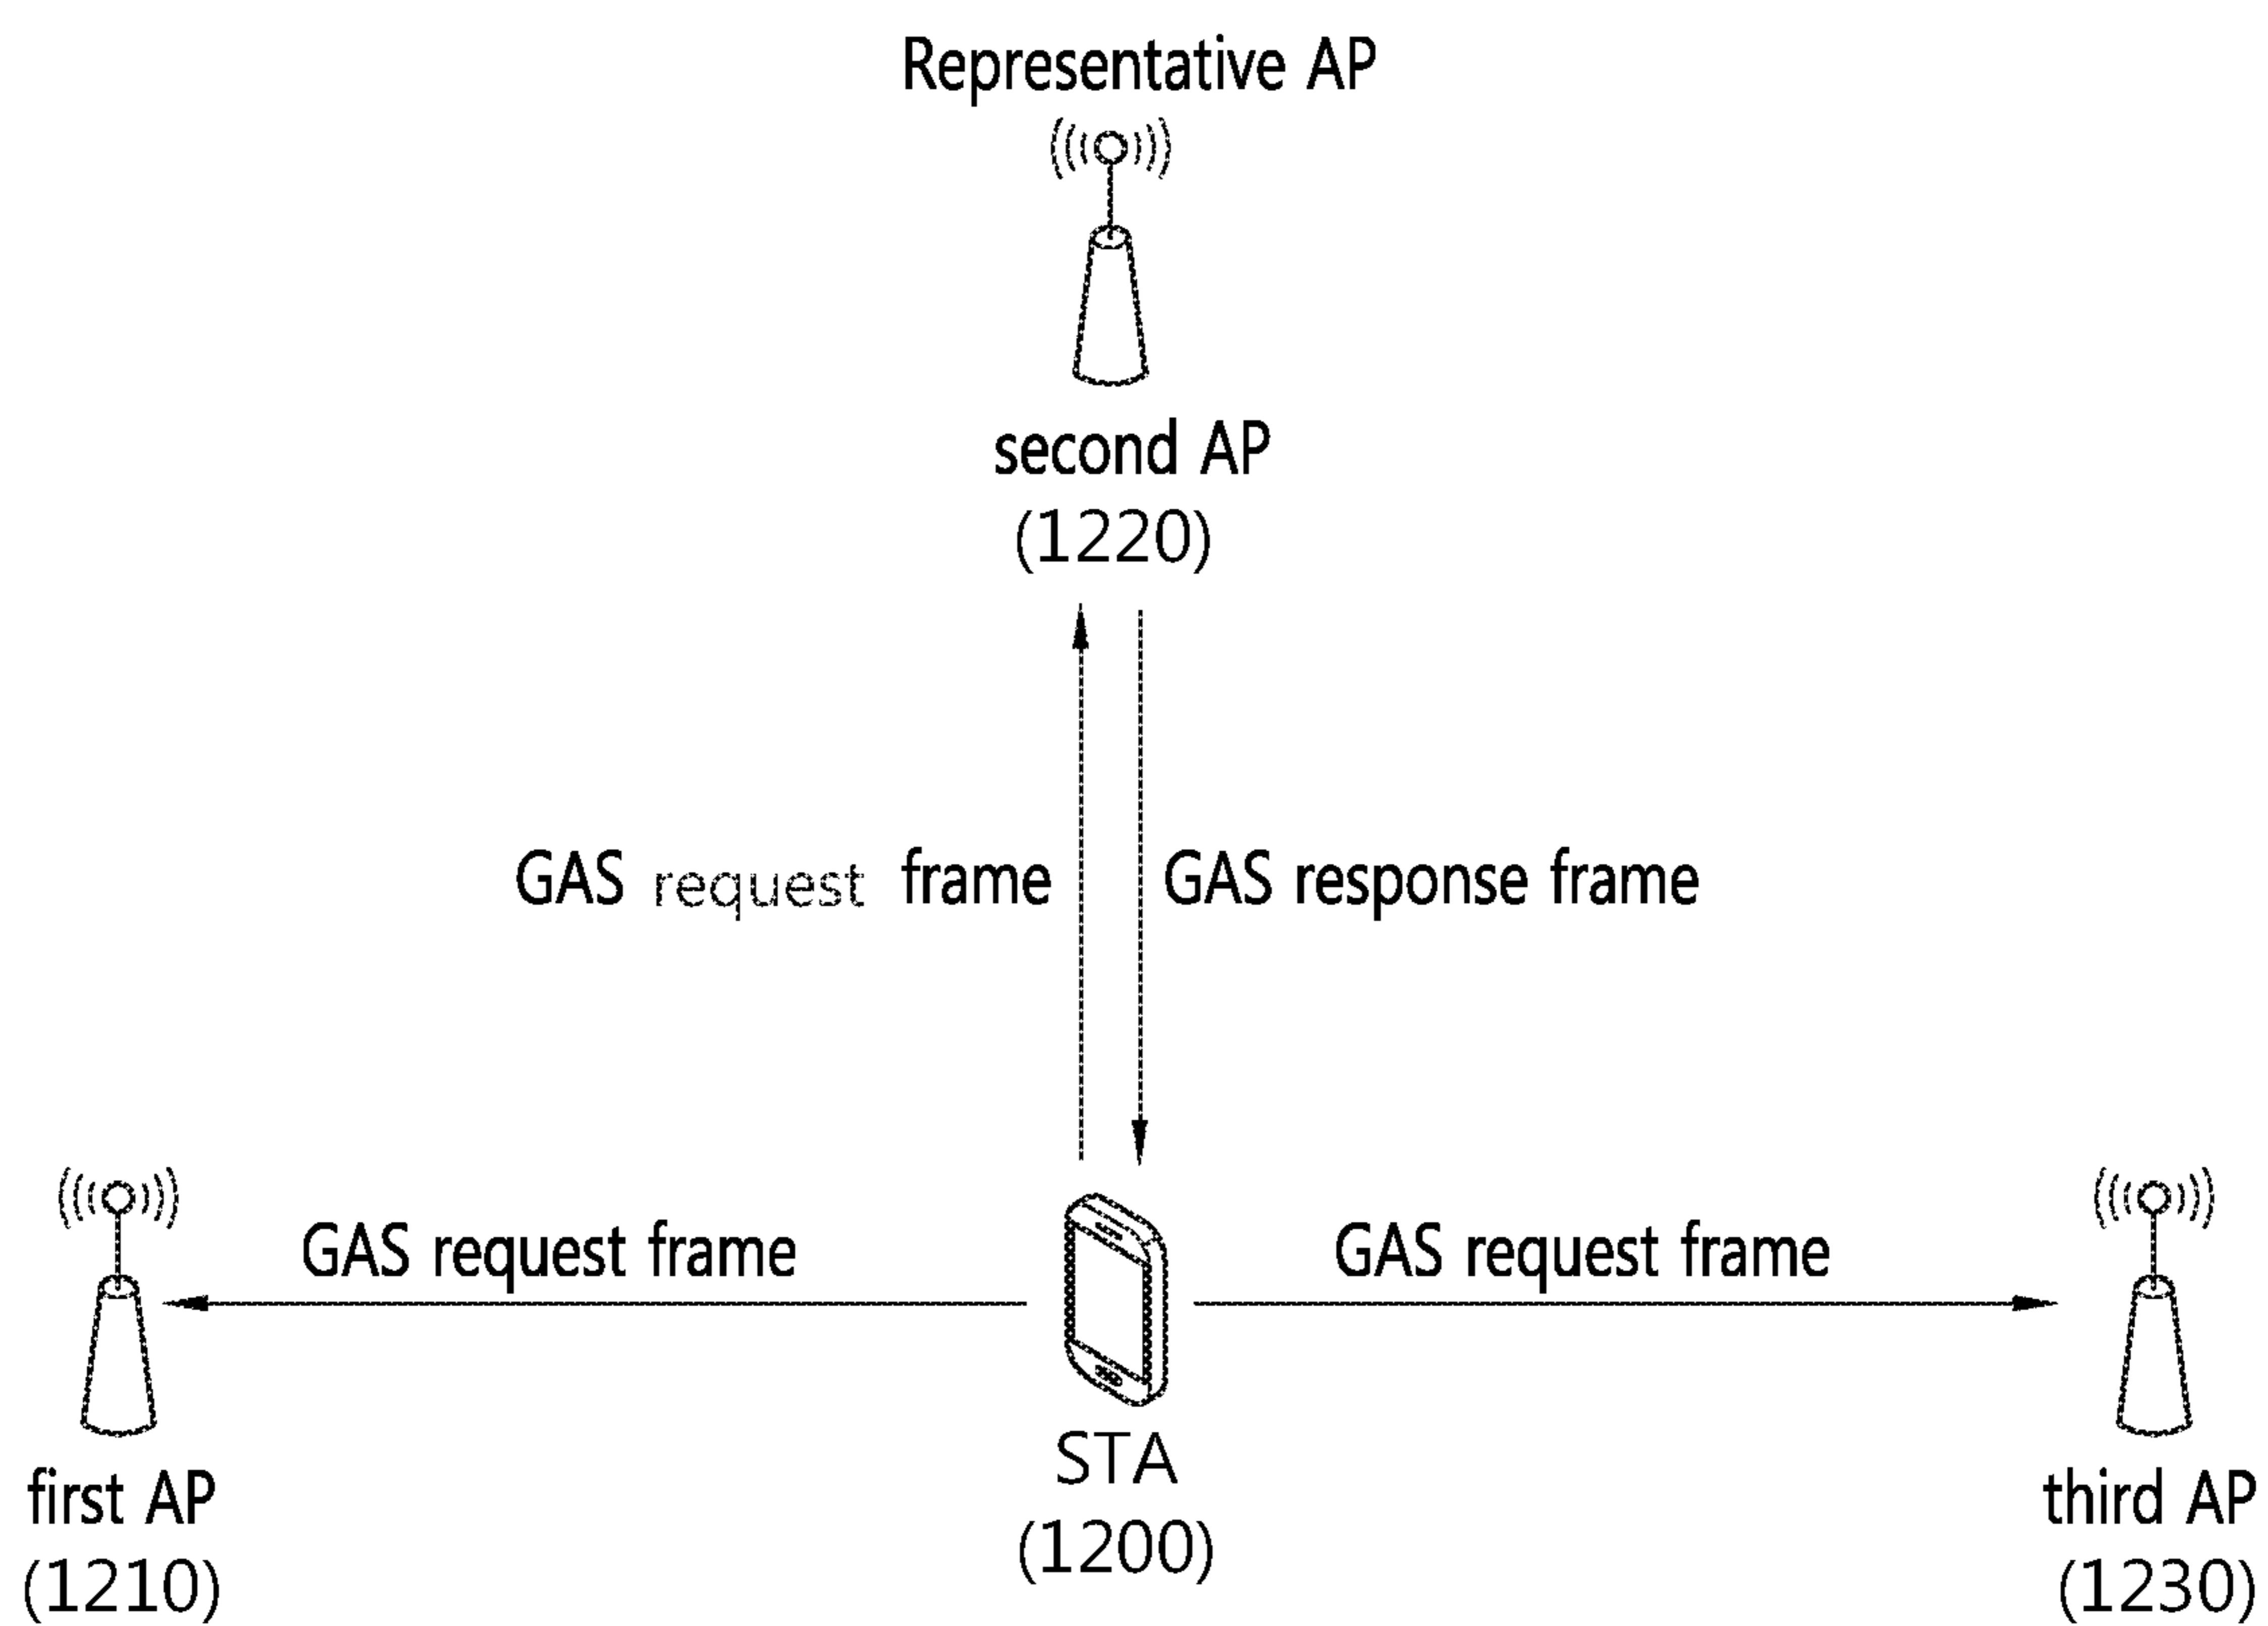 Representative AP
second AP
(1220)
GAS request frame
GAS response frame
GAS request frame
GAS request frame
first AP
(1210)
STA
(1200)
third AP
(1230)